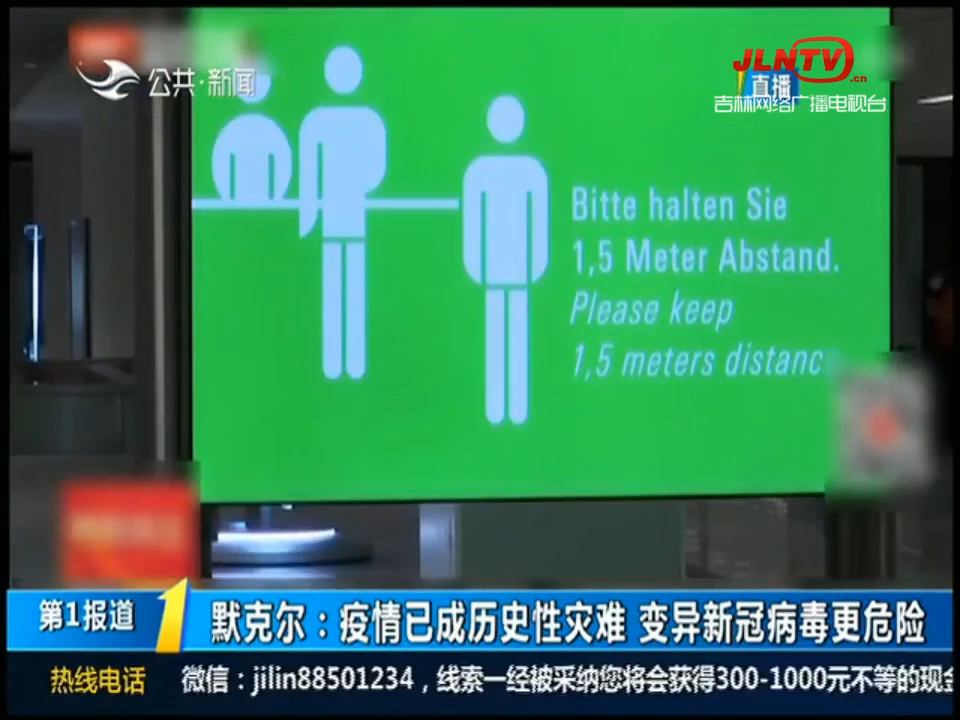 公共·新闻
JLNTV.cn
直播
吉林网络广播电视台
Bitte halten Sie
1,5 Meter Abstand.
Please keep
1,5 meters distanc
第1报道
默克尔：疫情已成历史性灾难 变异新冠病毒更危险
热线电话
微信：jilin88501234，线索一经被采纳您将会获得300-1000元不等的现金